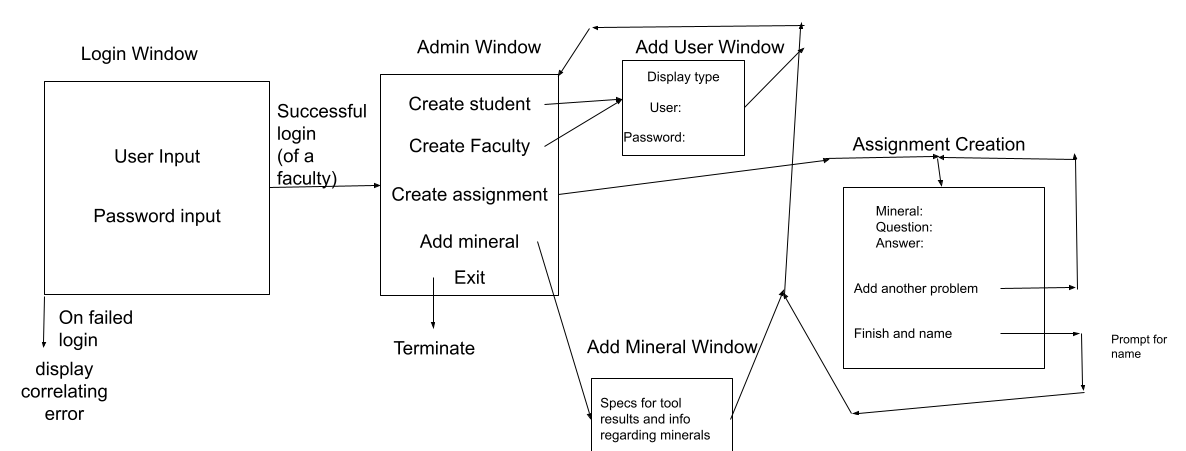 Login Window
User Input
Password input
On failed
login
display
correlating
error
Successful
login
(of a
faculty)
Admin Window
Create student
Create Faculty
Create assignment
Add mineral
Exit
Terminate
Add User Window
Display type
User:
Password:
Add Mineral Window
Specs for tool
results and info
regarding minerals
Assignment Creation
Mineral:
Question:
Answer:
Add another problem
Finish and name
Prompt for
name